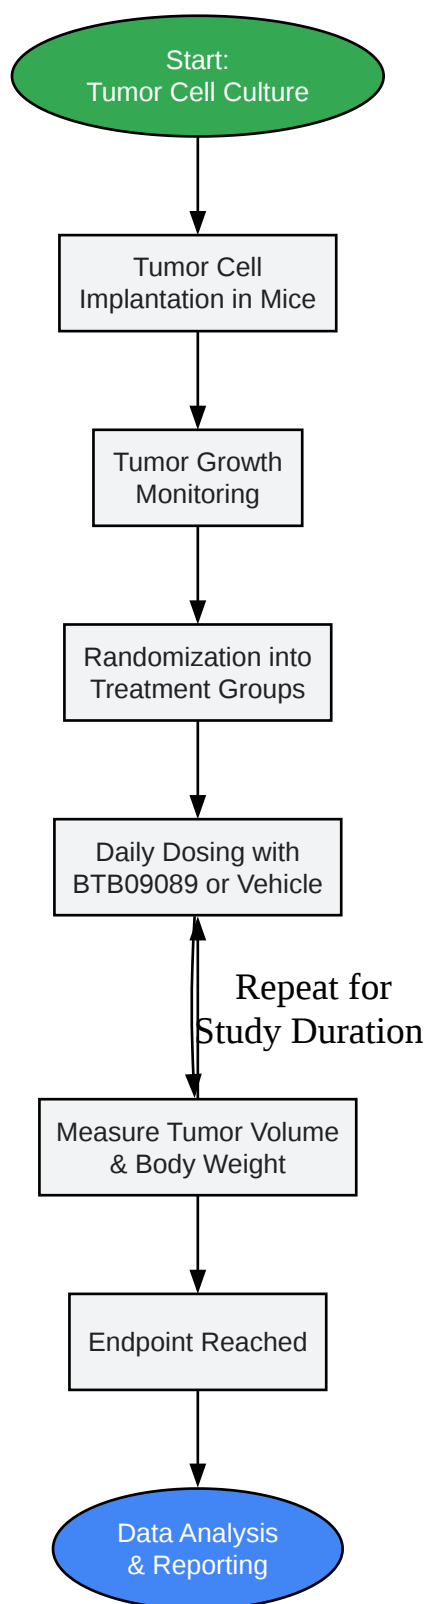 Start:
Tumor Cell Culture
Tumor Cell
Implantation in Mice
Tumor Growth
Monitoring
Randomization into
Treatment Groups
Daily Dosing with
BTB09089 or Vehicle
Repeat for
Study Duration
Measure Tumor Volume
& Body Weight
Endpoint Reached
Data Analysis
& Reporting